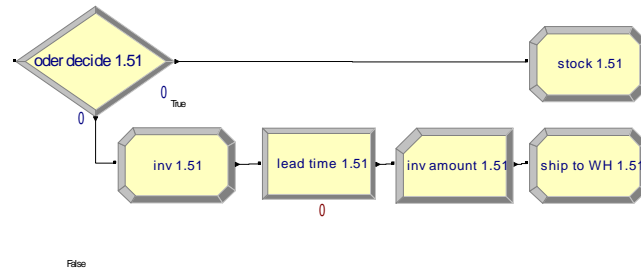 oder decide 1.51
stock 1.51
0
True
0
inv 1.51
lead time 1.51
inv amount 1.51
ship to WH 1.51
0
False